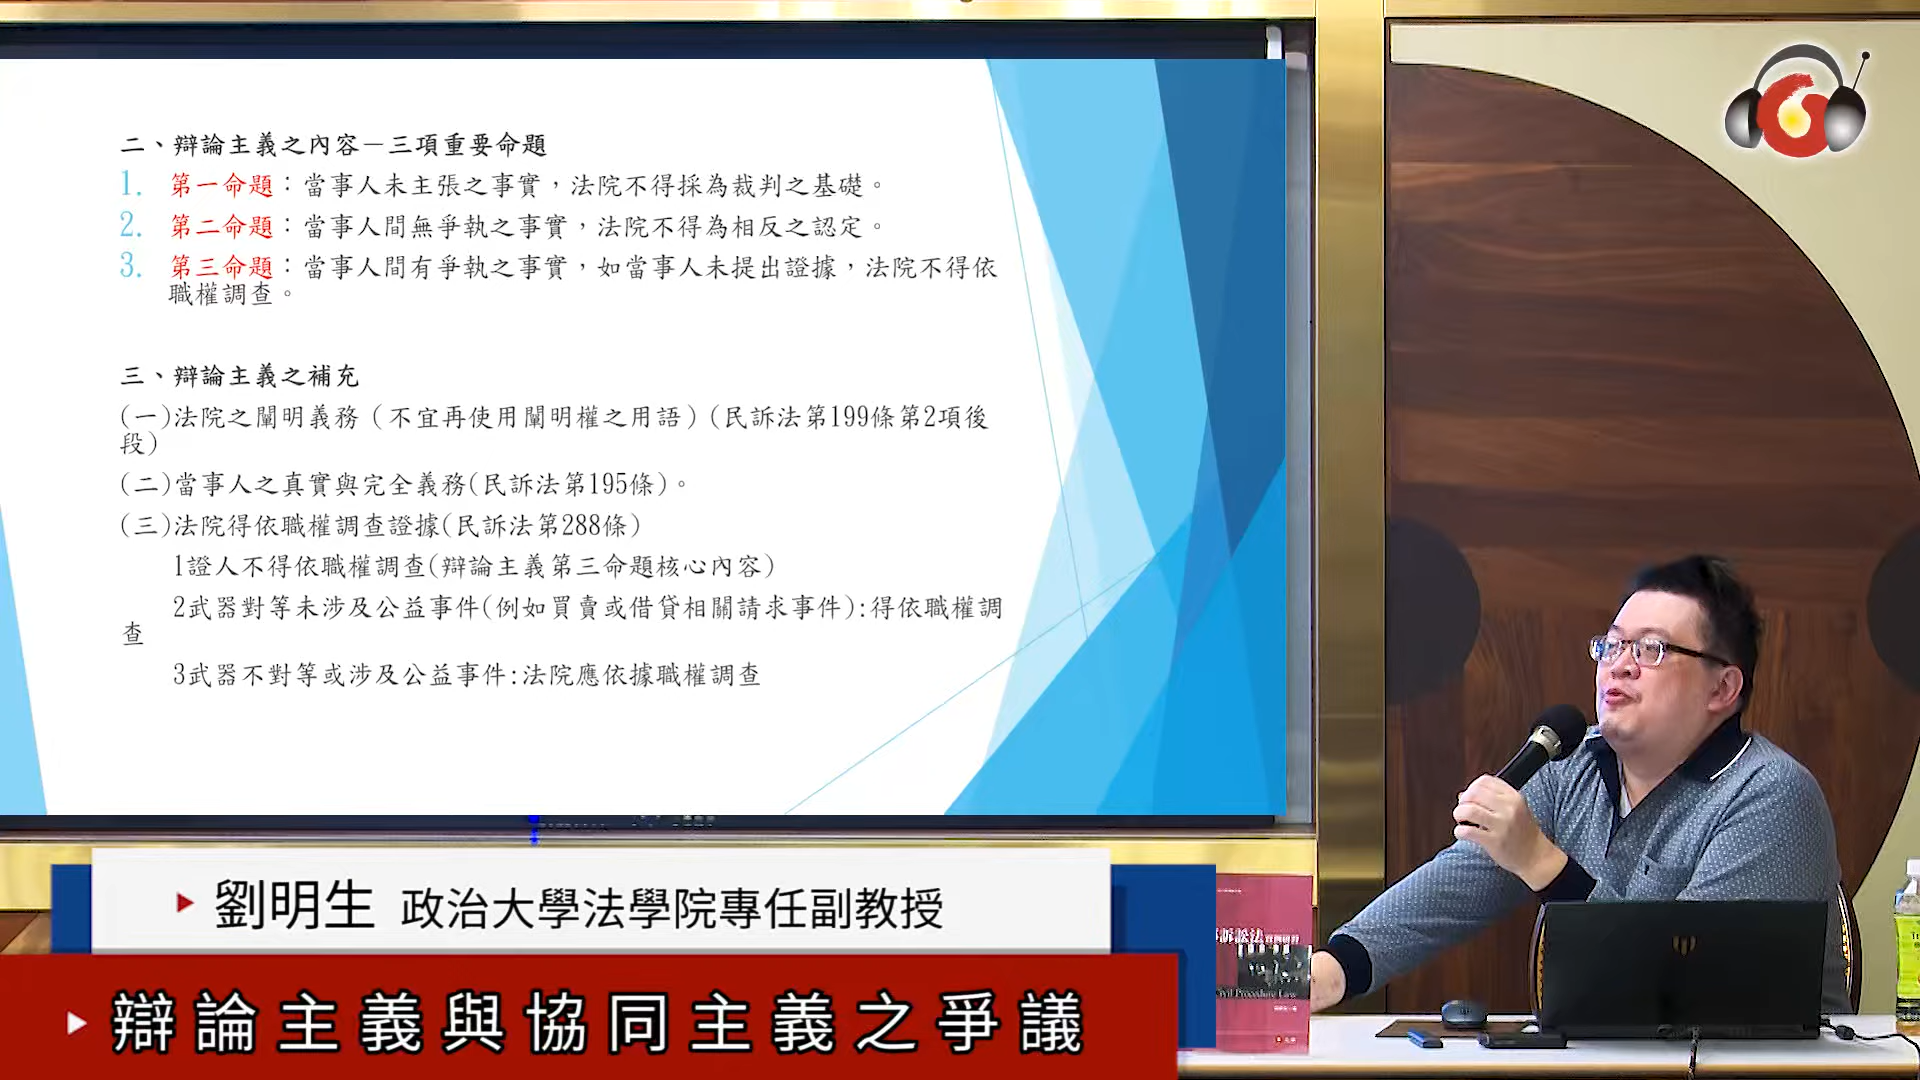 二、辯論主義之內容－三項重要命題
1. 第一命題：當事人未主張之事實，法院不得採為裁判之基礎。
2. 第二命題：當事人間無爭執之事實，法院不得為相反之認定。
3. 第三命題：當事人間有爭執之事實，如當事人未提出證據，法院不得依
職權調查。
三、辯論主義之補充
(一)法院之闡明義務（不宜再使用闡明權之用語）(民訴法第199條第2項後
段)
(二)當事人之真實與完全義務(民訴法第195條)。
(三)法院得依職權調查證據(民訴法第288條)
1證人不得依職權調查(辯論主義第三命題核心內容)
2武器對等未涉及公益事件(例如買賣或借貸相關請求事件):得依職權調
查
3武器不對等或涉及公益事件:法院應依據職權調查
劉明生 政治大學法學院專任副教授
辯論主義與協同主義之爭議
訴訟法
Civil Procedure Law